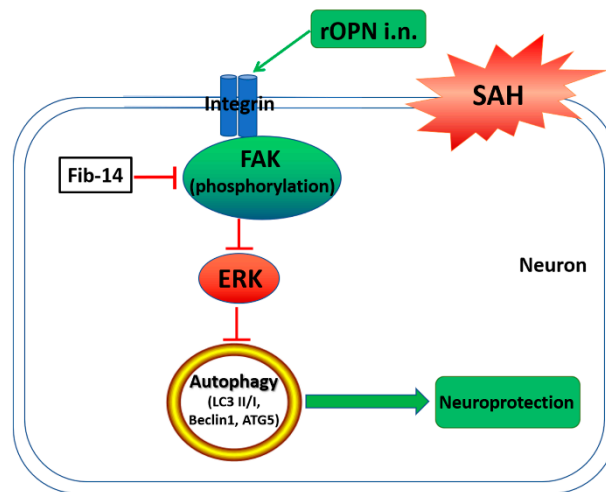 rOPN i.n.
SAH
Integrin
FAK
(phosphorylation)
Fib-14
ERK
Neuron
Autophagy
(LC3 II/I,
Beclin1, ATG5)
Neuroprotection